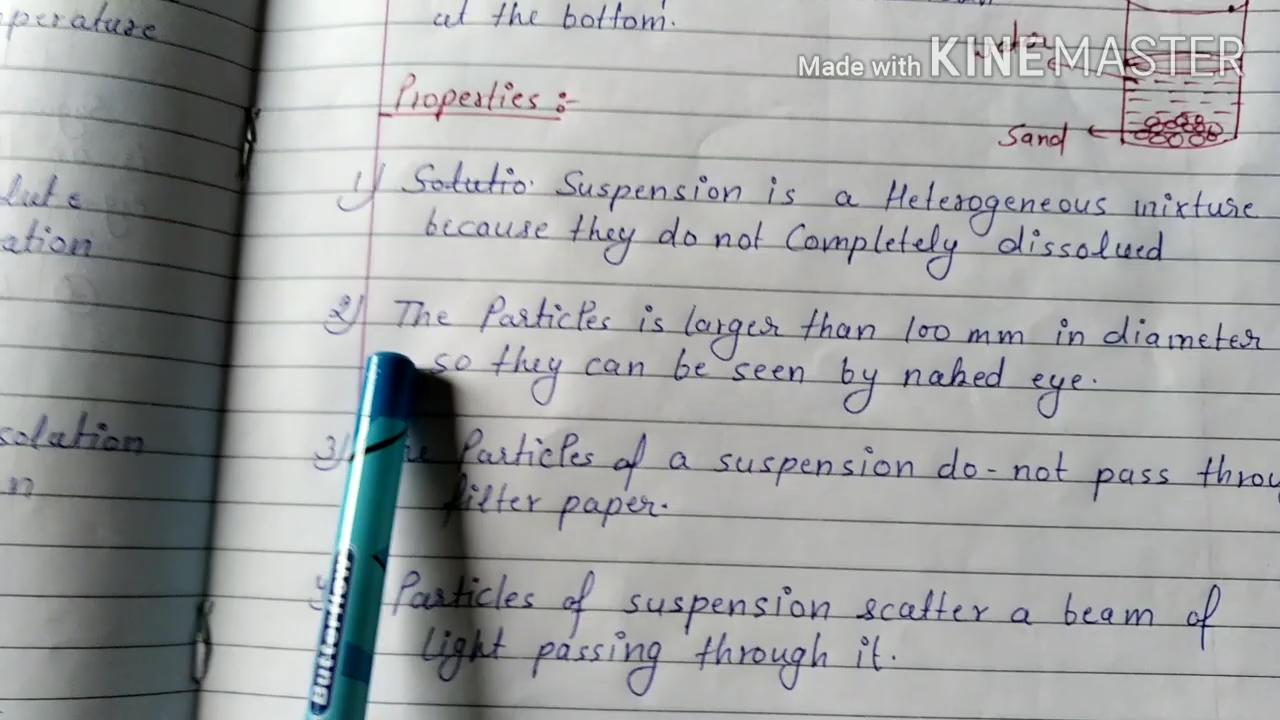 perature
at the bottom.
Made with KINEMASTER
Properties :-
Sand
lute
ation
1) Solutio. Suspension is a Heterogeneous mixture
because they do not Completely dissolved
2) The Particles is larger than 100 mm in diameter
so they can be seen by naked eye.
solution
n
3) Particles of a suspension do-not pass throu
filter paper.
Particles of suspension scatter a beam of
light passing through it.
Butterflow